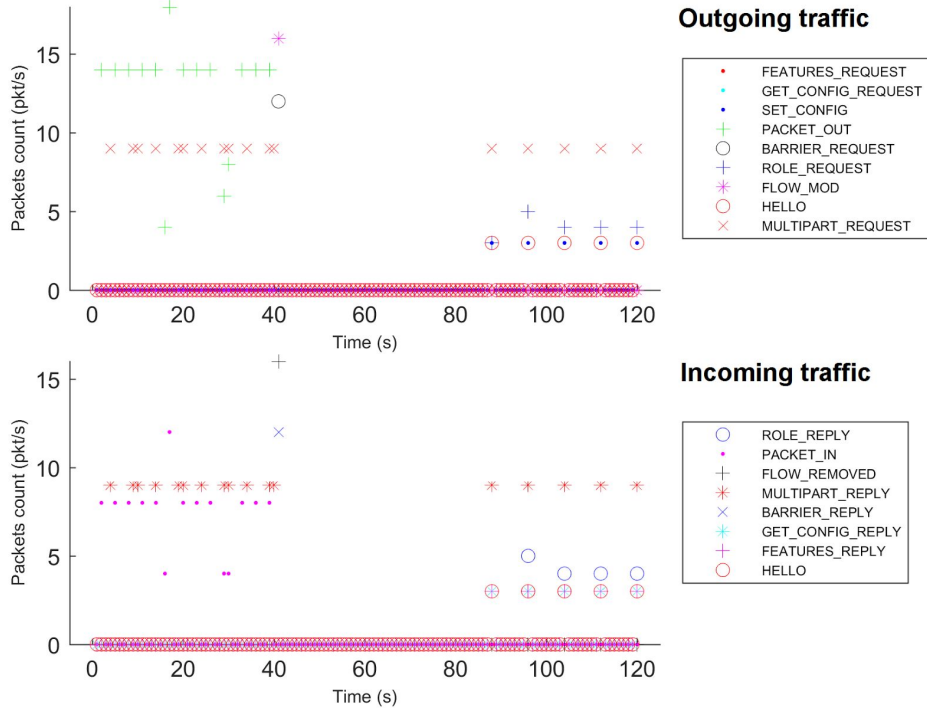 Outgoing traffic
Packets count (pkt/s)
15
10
5
0
0
20
40
60
80
100
120
Time (s)
FEATURES_REQUEST
GET_CONFIG_REQUEST
SET_CONFIG
PACKET_OUT
BARRIER_REQUEST
ROLE_REQUEST
FLOW_MOD
HELLO
MULTIPART_REQUEST
Incoming traffic
Packets count (pkt/s)
15
10
5
0
0
20
40
60
80
100
120
Time (s)
ROLE_REPLY
PACKET_IN
FLOW_REMOVED
MULTIPART_REPLY
BARRIER_REPLY
GET_CONFIG_REPLY
FEATURES_REPLY
HELLO